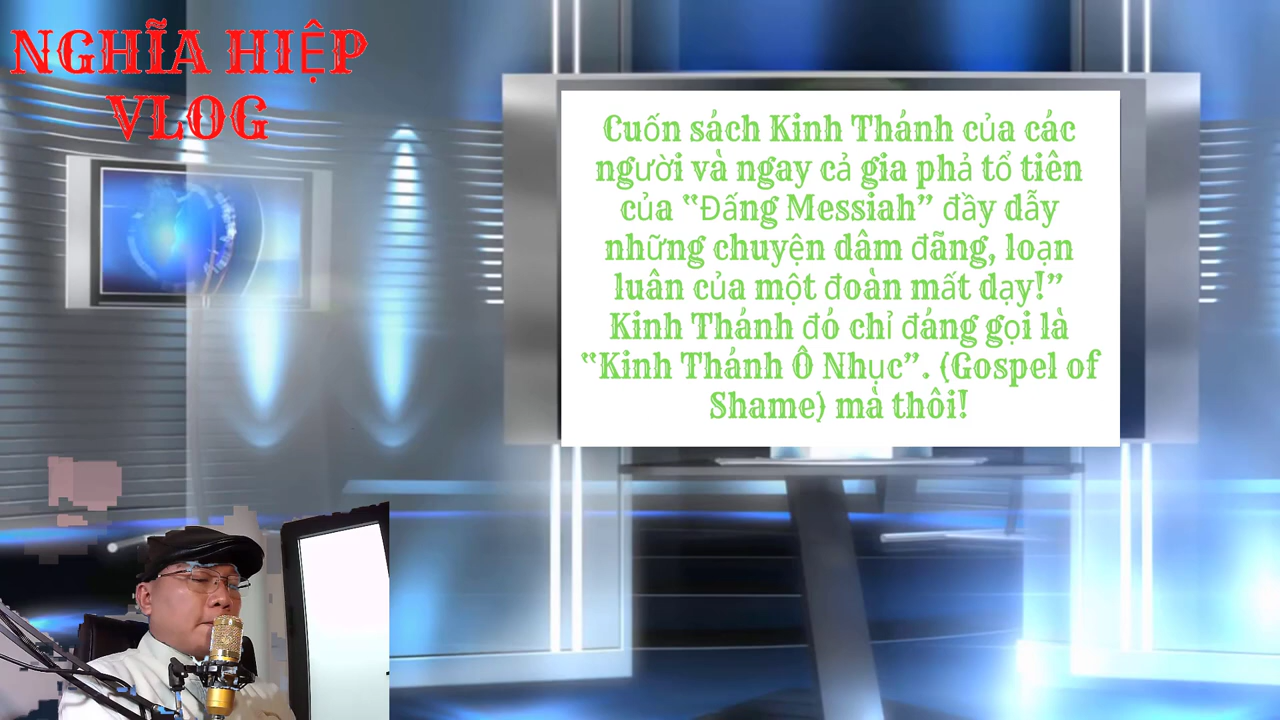 NGHĨA HIỆP
VLOG
Cuốn sách Kinh Thánh của các
người và ngay cả gia phả tổ tiên
của “Đấng Messiah” đầy dẫy
những chuyện dâm đãng, loạn
luân của một đoàn mất dạy!”
Kinh Thánh đó chỉ đáng gọi là
“Kinh Thánh Ô Nhục”. (Gospel of
Shame) mà thôi!